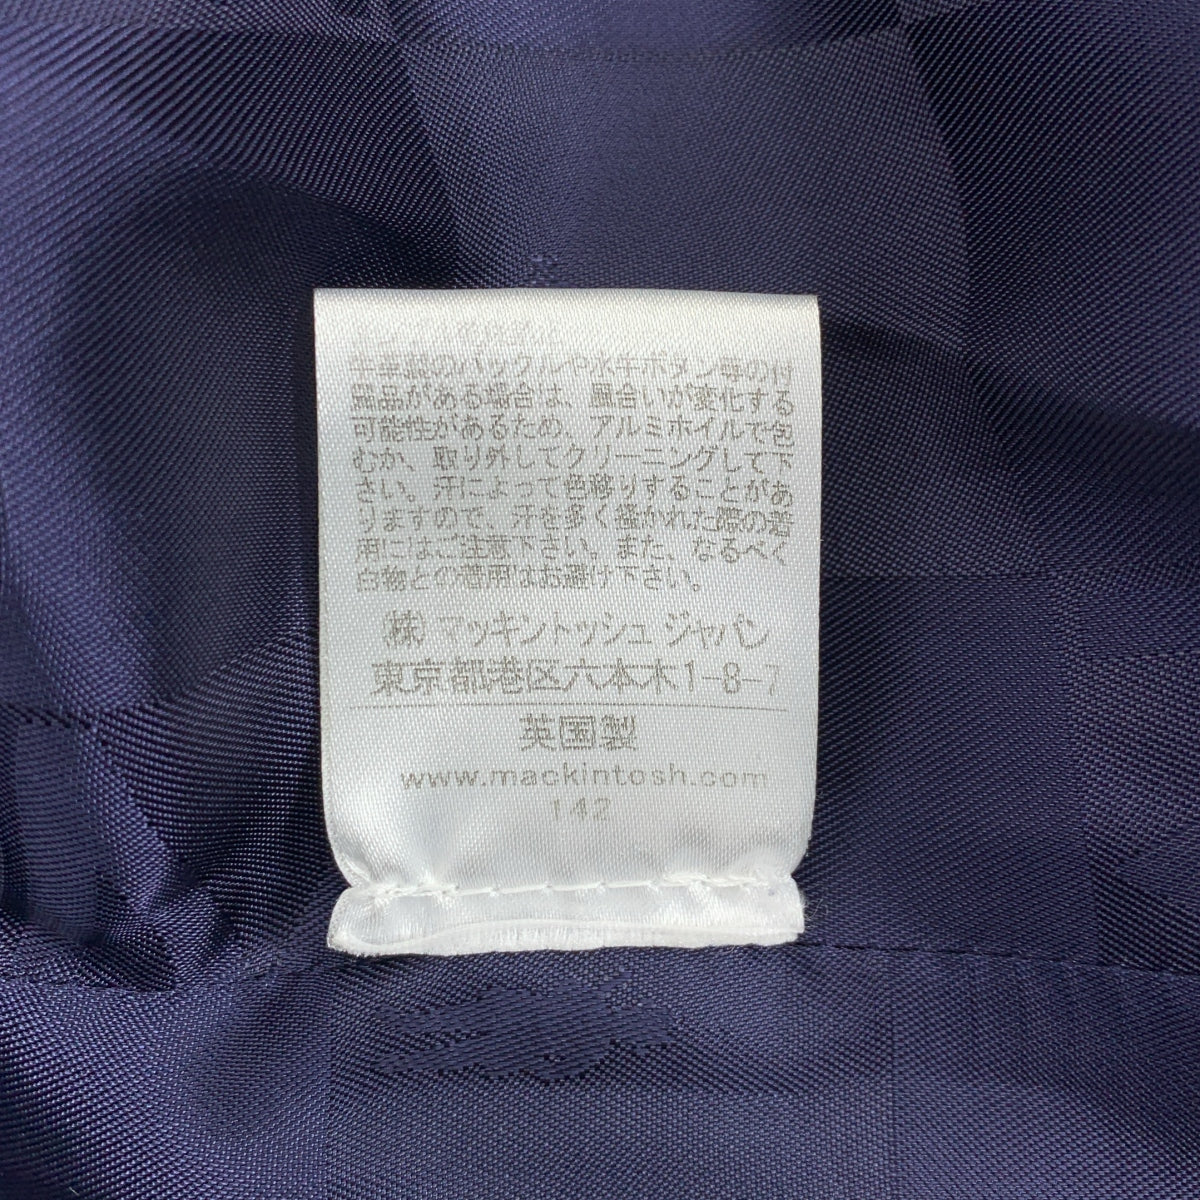 牛革製のバックルや水牛ボタン等の付
属品がある場合は、風合いが変化する
可能性があるため、アルミホイルで包
むか、取り外してクリーニングして下
さい。汗によって色移りすることがあ
りますので、汗を多く掻かれた際の着
用にはご注意下さい。また、なるべく
白物との着用はお避け下さい。
(株)マッキントッシュ ジャパン
東京都港区六本木1-8-7
英国製
www.mackintosh.com
142